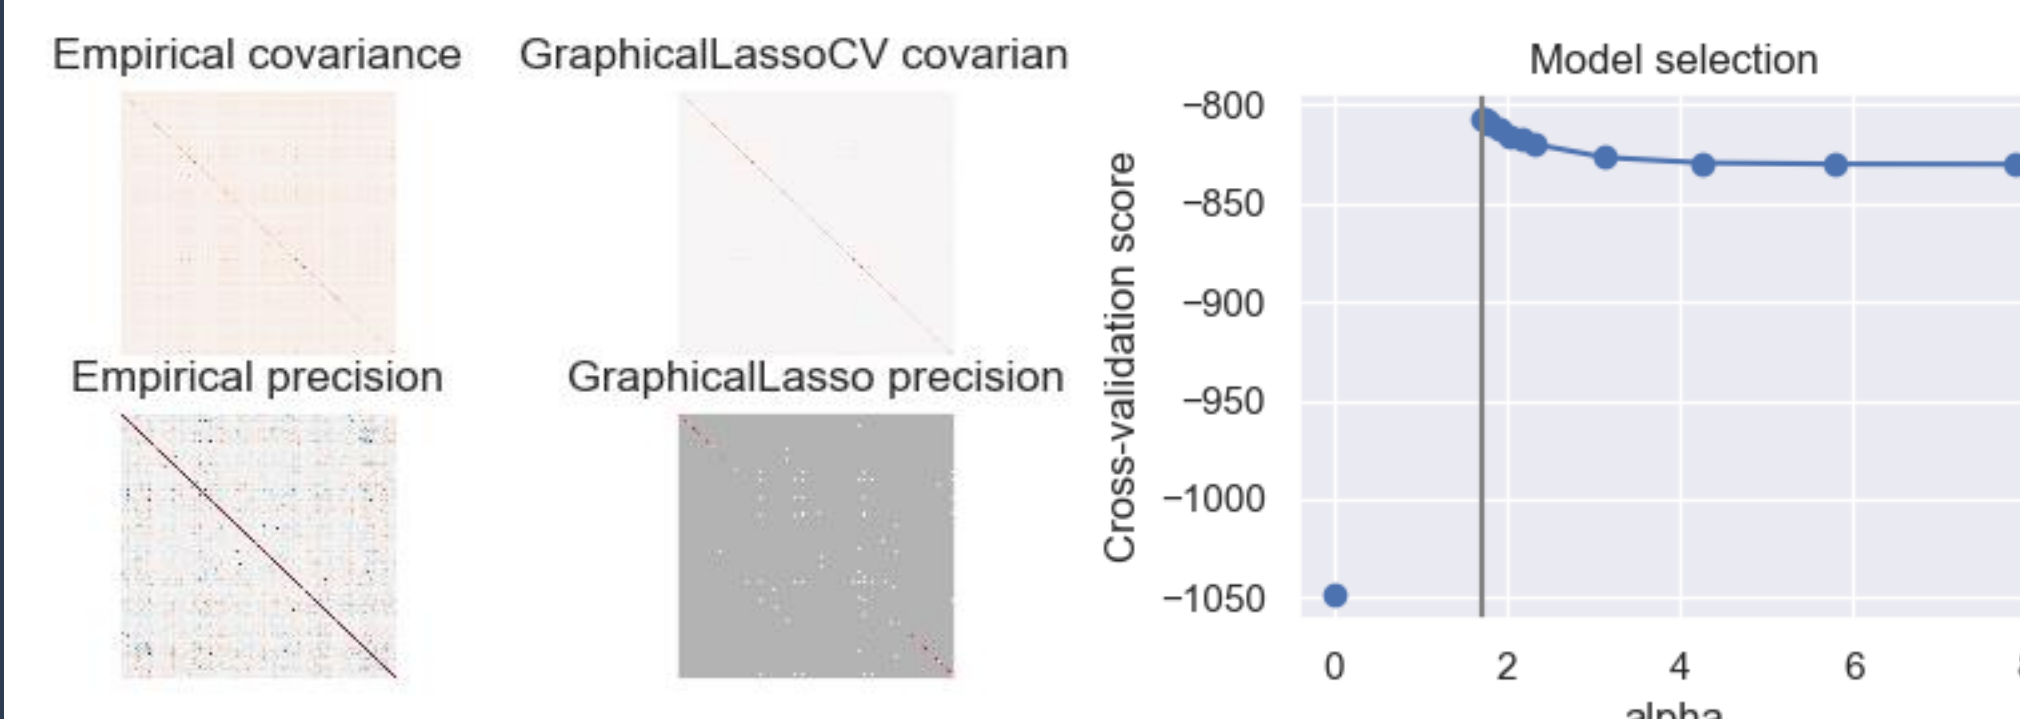 Empirical covariance
GraphicalLassoCV covarian
Empirical precision
GraphicalLasso precision
Model selection
Cross-validation score
−800
−850
−900
−950
−1000
−1050
0 2 4 6
alpha